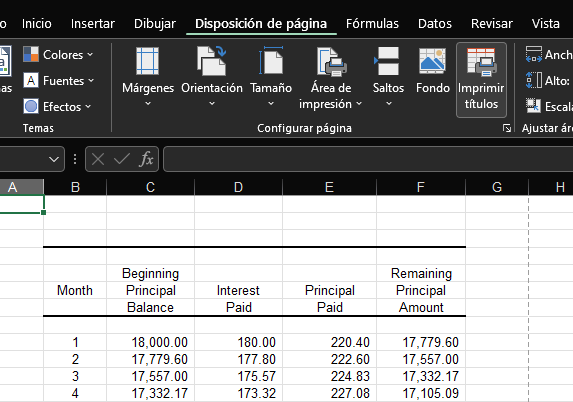 Inicio Insertar Dibujar Disposición de página Fórmulas Datos Revisar Vista
Colores
A Fuentes
Efectos
Temas
Márgenes Orientación Tamaño Área de impresión Saltos Fondo Imprimir títulos
Configurar página
Anch
Alto:
Escala
Ajustar áre
fx
A B C D E F G H
Beginning Remaining
Month Principal Interest Principal Principal
Balance Paid Paid Amount
1 18,000.00 180.00 220.40 17,779.60
2 17,779.60 177.80 222.60 17,557.00
3 17,557.00 175.57 224.83 17,332.17
4 17,332.17 173.32 227.08 17,105.09